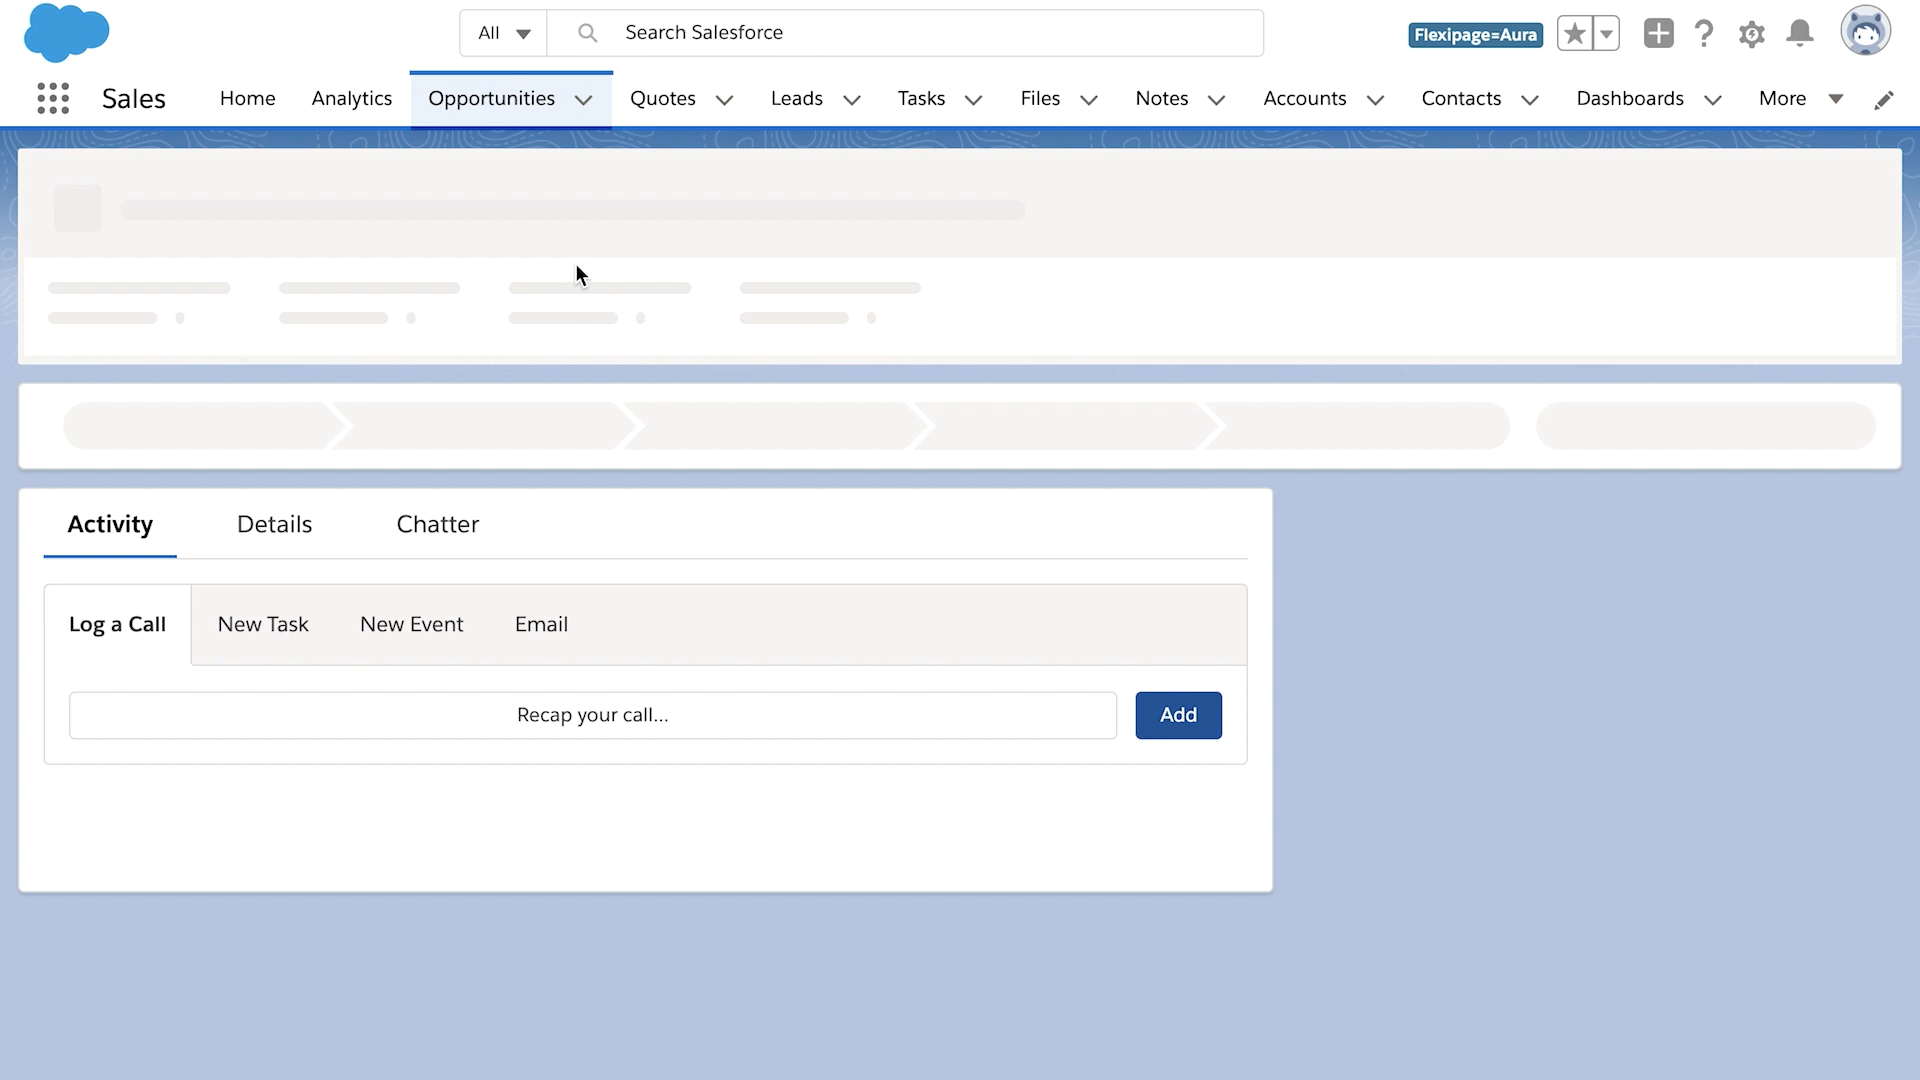 All
Search Salesforce
Flexipage=Aura
Sales
Home
Analytics
Opportunities
Quotes
Leads
Tasks
Files
Notes
Accounts
Contacts
Dashboards
More
Activity
Details
Chatter
Log a Call
New Task
New Event
Email
Recap your call...
Add